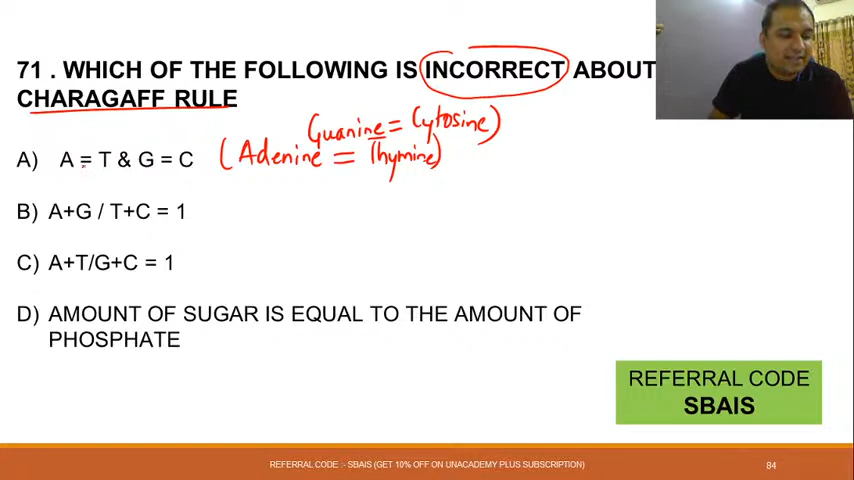 71 . WHICH OF THE FOLLOWING IS INCORRECT ABOUT
CHARAGAFF RULE
Guanine = Cytosine)
A) A = T & G = C (Adenine = Thymine)
B) A+G / T+C = 1
C) A+T/G+C = 1
D) AMOUNT OF SUGAR IS EQUAL TO THE AMOUNT OF
PHOSPHATE
REFERRAL CODE
SBAIS
REFERRAL CODE :- SBAIS (GET 10% OFF ON UNACADEMY PLUS SUBSCRIPTION)
84